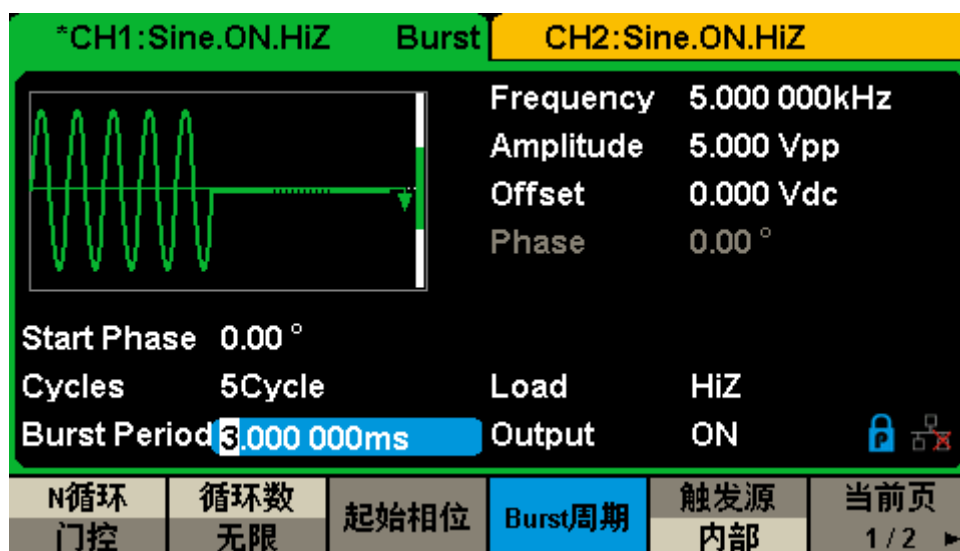 *CH1:Sine.ON.HiZ Burst CH2:Sine.ON.HiZ
Frequency 5.000 000kHz
Amplitude 5.000 Vpp
Offset 0.000 Vdc
Phase 0.00 °
Start Phase 0.00 °
Cycles 5Cycle Load HiZ
Burst Period 3.000 000ms Output ON P
N循环 循环数 起始相位 Burst周期 触发源 当前页
门控 无限 内部 1/2 ►